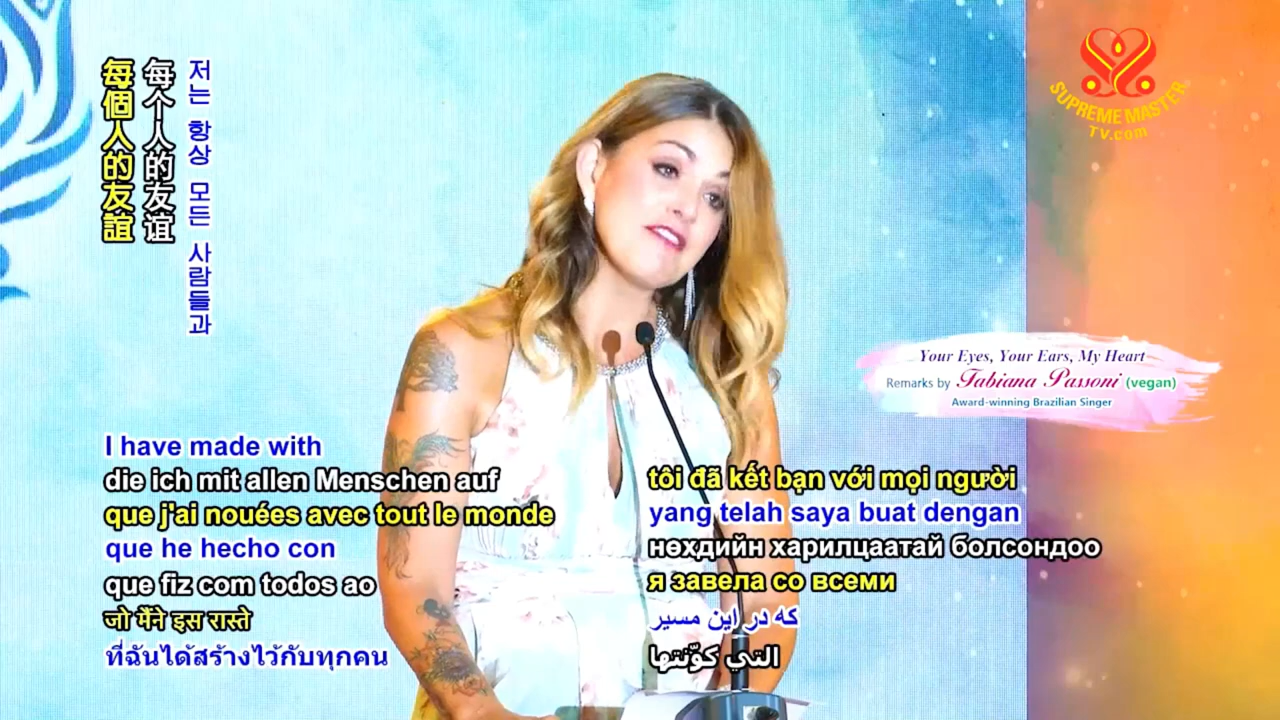 每個人的友誼
每个人的友谊
저는 항상 모든 사람들과
SUPREME MASTER
TV.com
Your Eyes, Your Ears, My Heart
Remarks by Fabiana Passoni (vegan)
Award-winning Brazilian Singer
I have made with
die ich mit allen Menschen auf
que j'ai nouées avec tout le monde
que he hecho con
que fiz com todos ao
जो मैंने इस रास्ते
ที่ฉันได้สร้างไว้กับทุกคน
tôi đã kết bạn với mọi người
yang telah saya buat dengan
нөхдийн харилцаатай болсондоо
я завела со всеми
که در این مسیر
التي كوّنتها